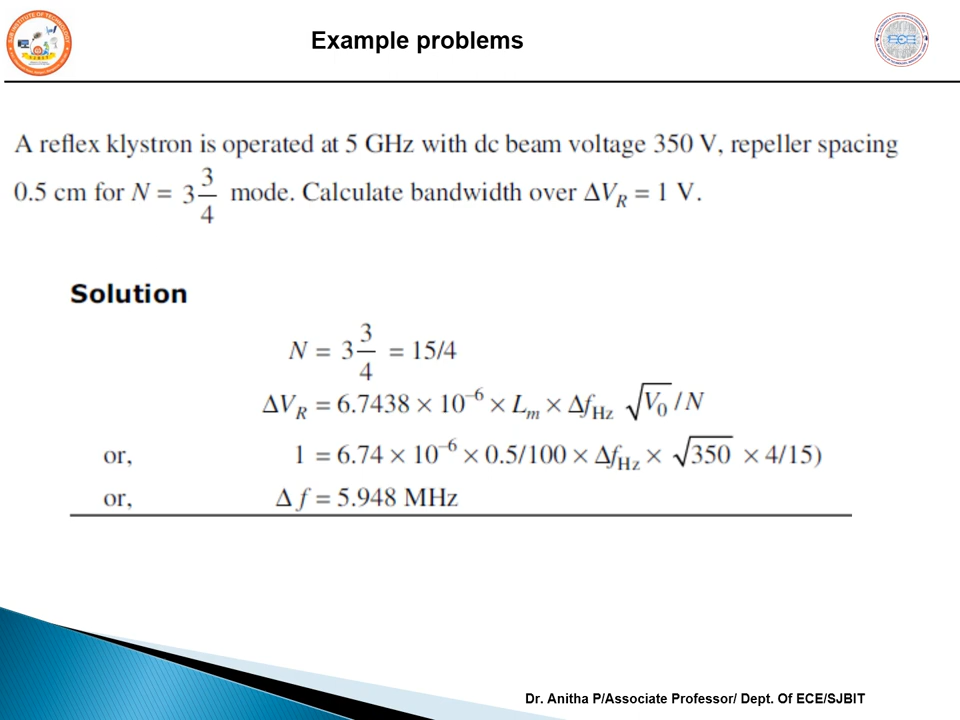 Example problems
A reflex klystron is operated at 5 GHz with dc beam voltage 350 V, repeller spacing
0.5 cm for N = 3 3/4 mode. Calculate bandwidth over ΔV_R = 1 V.
Solution
N = 3 3/4 = 15/4
ΔV_R = 6.7438 × 10⁻⁶ × L_m × Δf_Hz √V₀ /N
or, 1 = 6.74 × 10⁻⁶ × 0.5/100 × Δf_Hz × √350 × 4/15)
or, Δ f = 5.948 MHz
Dr. Anitha P/Associate Professor/ Dept. Of ECE/SJBIT